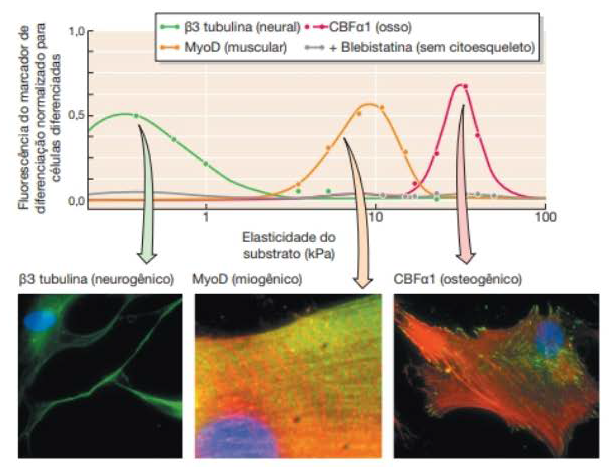 β3 tubulina (neural)
CBFα1 (osso)
MyoD (muscular)
+ Blebistatina (sem citoesqueleto)
Fluorescência do marcador de
diferenciação normalizado para
células diferenciadas
1,0
0,5
0,0
1
10
100
Elasticidade do
substrato (kPa)
β3 tubulina (neurogênico)
MyoD (miogênico)
CBFα1 (osteogênico)